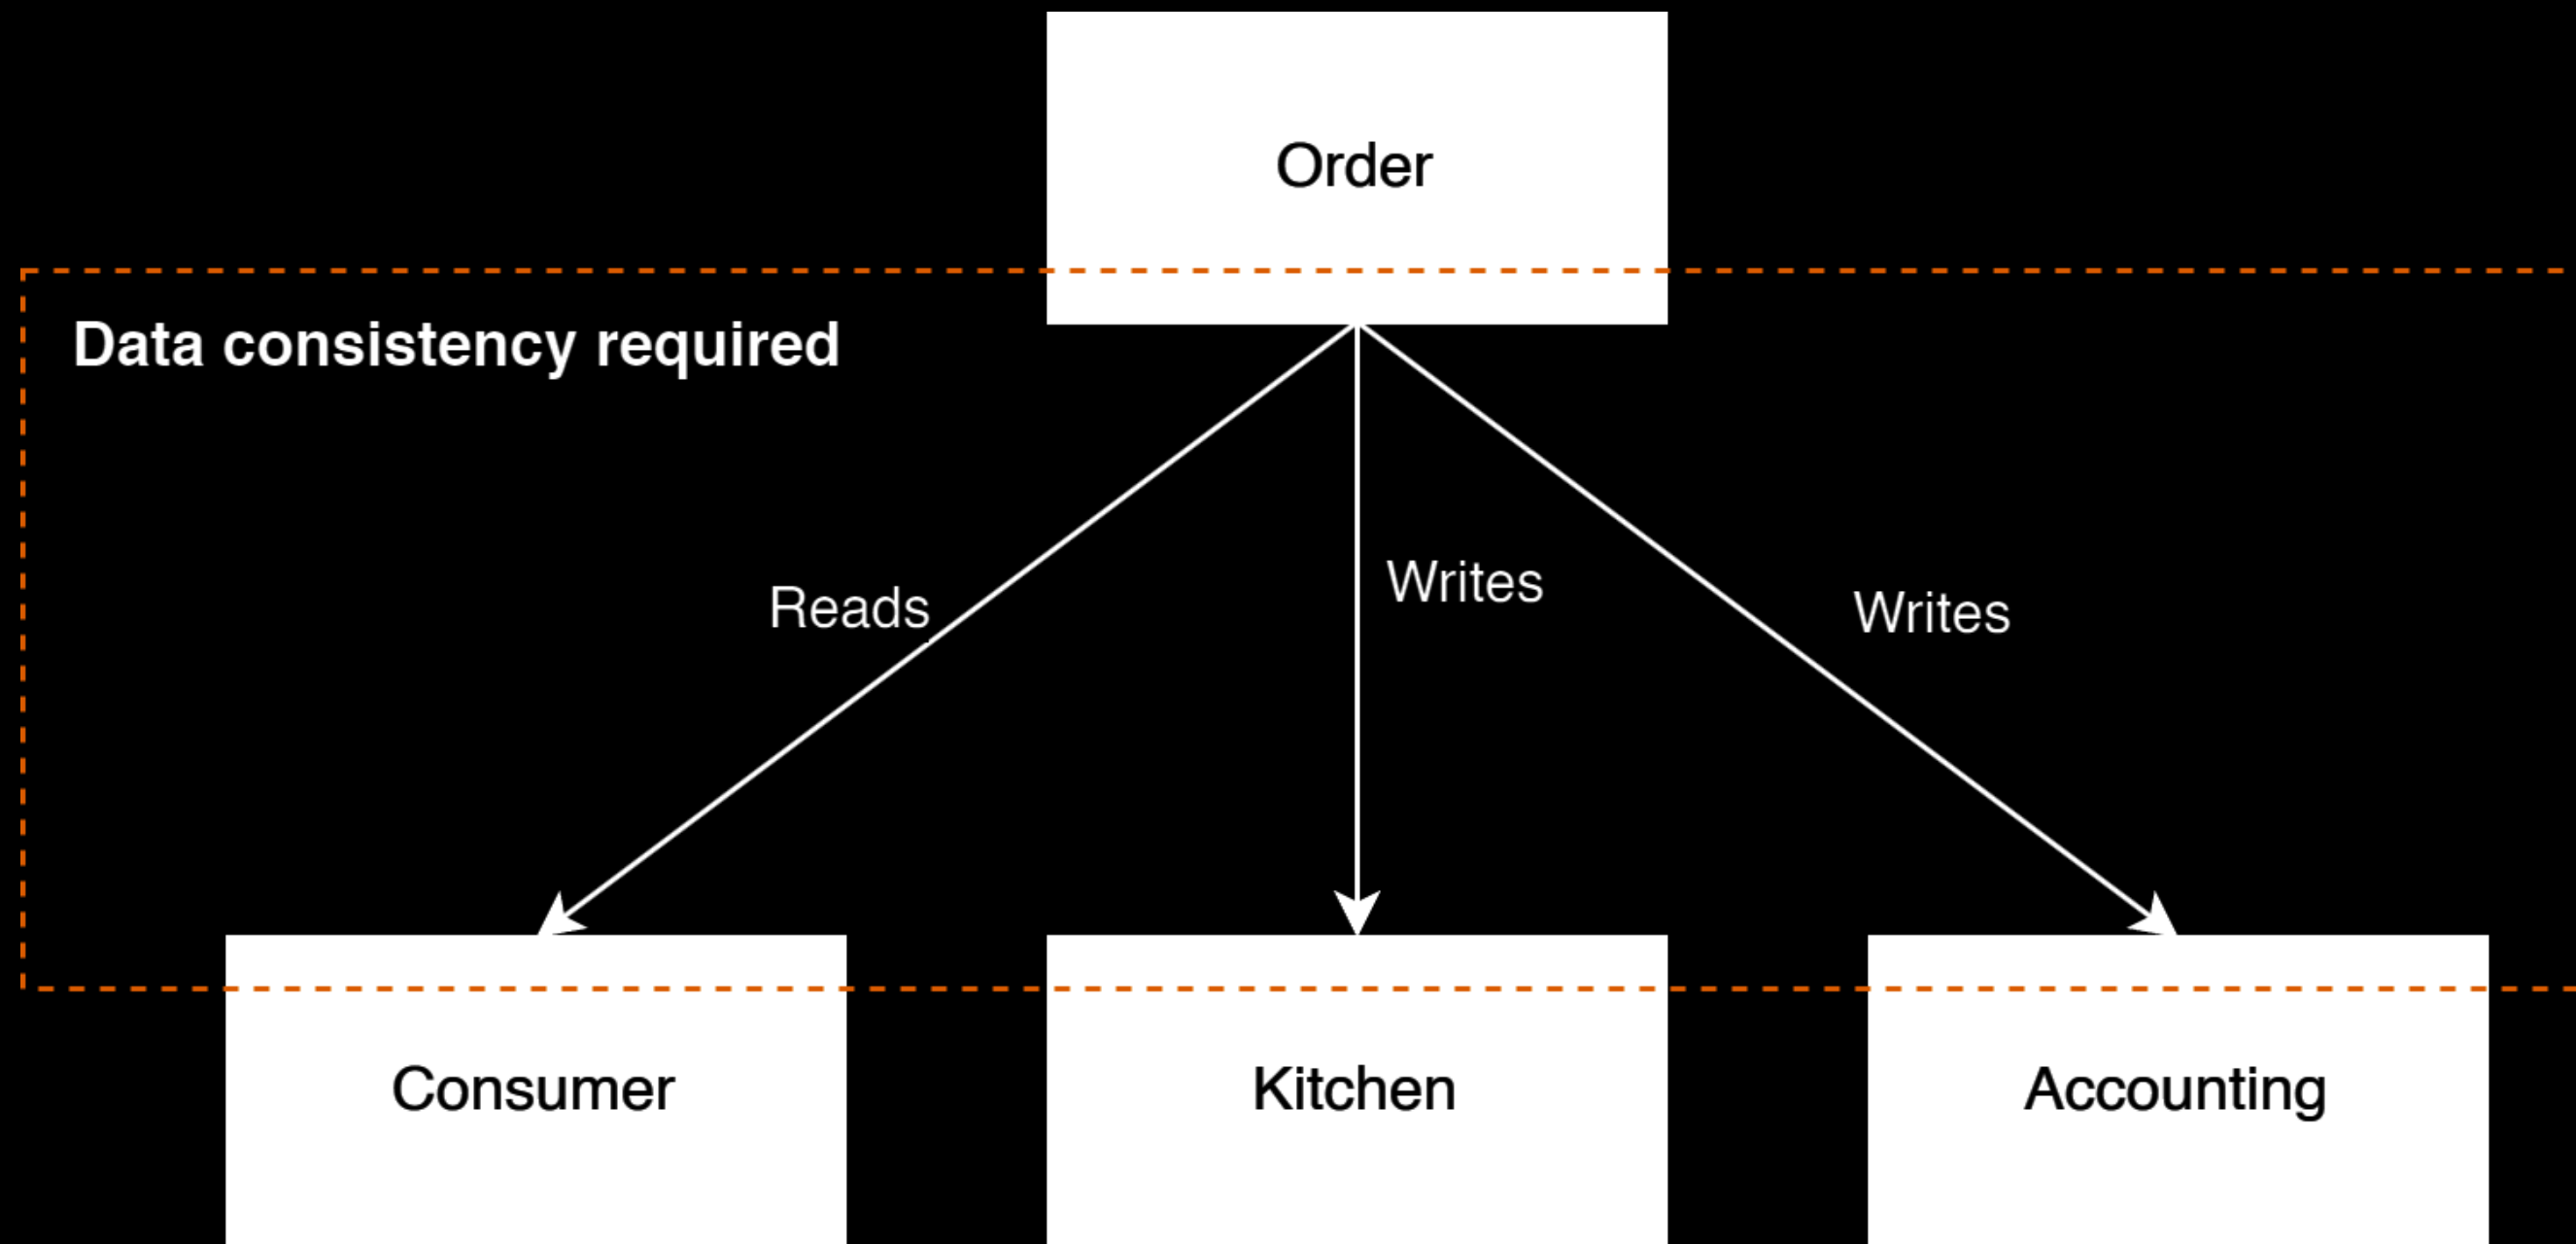 Order
Data consistency required
Reads
Writes
Writes
Consumer
Kitchen
Accounting